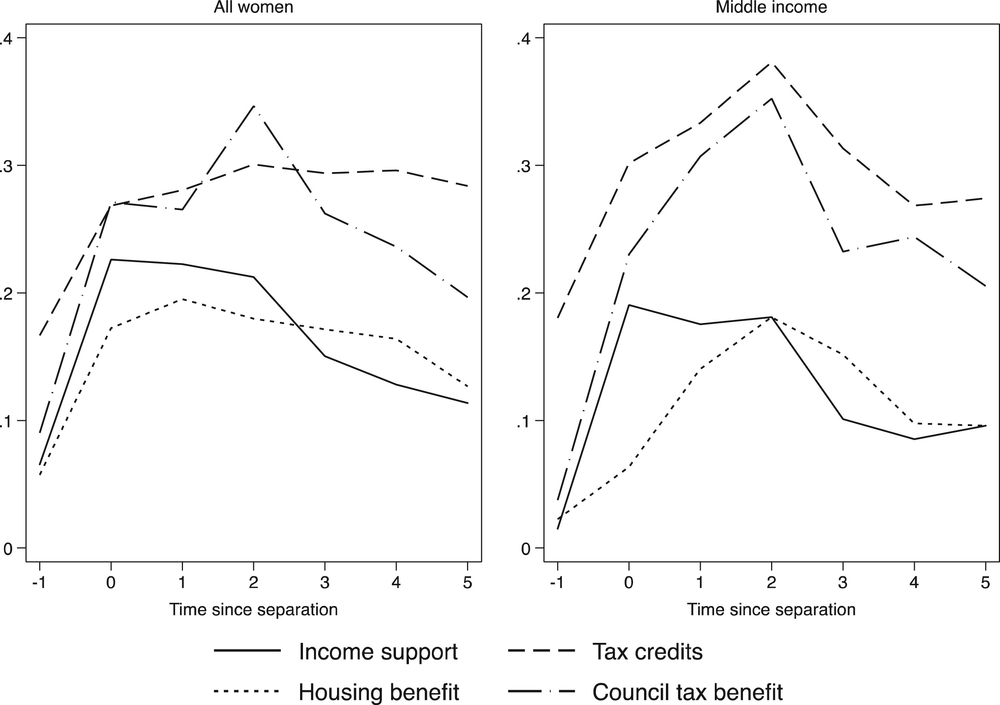 All women
Middle income
.4
.3
.2
.1
0
-1 0 1 2 3 4 5
Time since separation
.4
.3
.2
.1
0
-1 0 1 2 3 4 5
Time since separation
Income support
Tax credits
Housing benefit
Council tax benefit